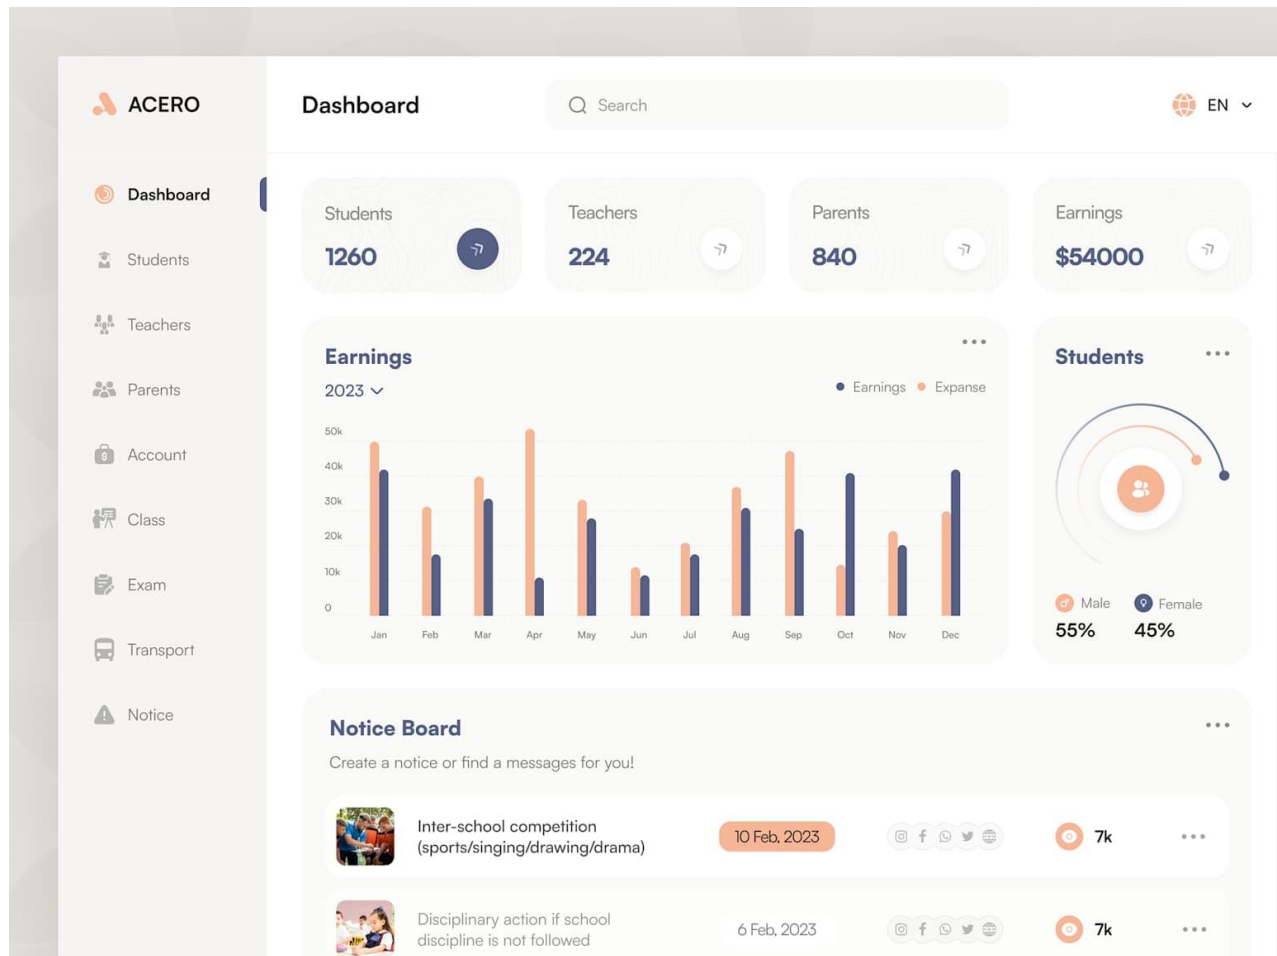 ACERO
Dashboard
Search
EN
Dashboard
Students
Teachers
Parents
Account
Class
Exam
Transport
Notice
Students
1260
Teachers
224
Parents
840
Earnings
$54000
Earnings
2023
Earnings
Expanse
50k
40k
30k
20k
10k
0
Jan
Feb
Mar
Apr
May
Jun
Jul
Aug
Sep
Oct
Nov
Dec
Students
Male
55%
Female
45%
Notice Board
Create a notice or find a messages for you!
Inter-school competition
(sports/singing/drawing/drama)
10 Feb, 2023
7k
Disciplinary action if school
discipline is not followed
6 Feb, 2023
7k